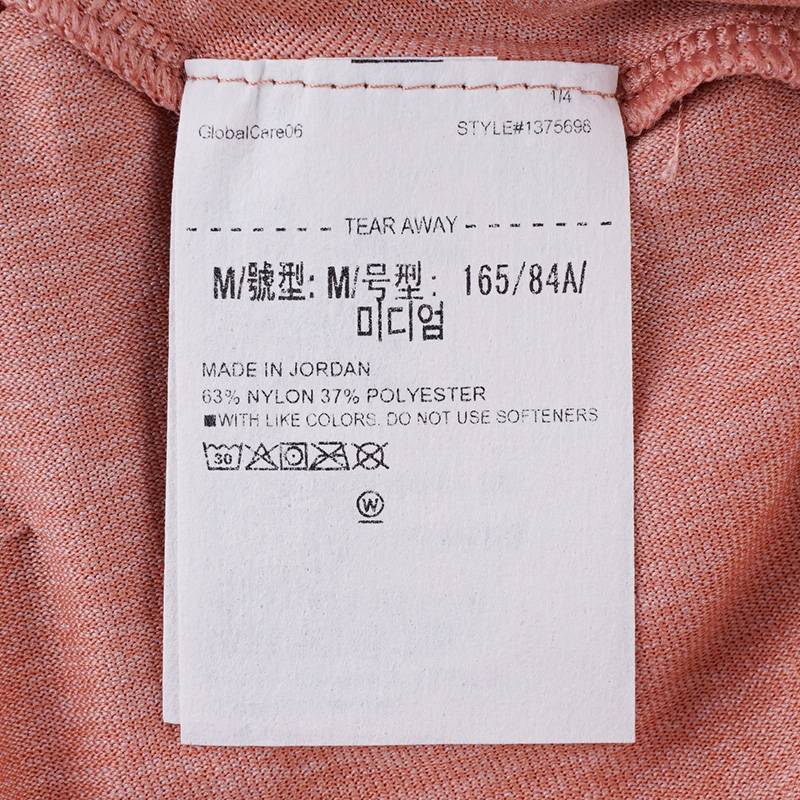 1/4
GlobalCare06 STYLE#1375698
TEAR AWAY
M/號型: M/号型: 165/84A/
미디엄
MADE IN JORDAN
63% NYLON 37% POLYESTER
WITH LIKE COLORS. DO NOT USE SOFTENERS
30
W